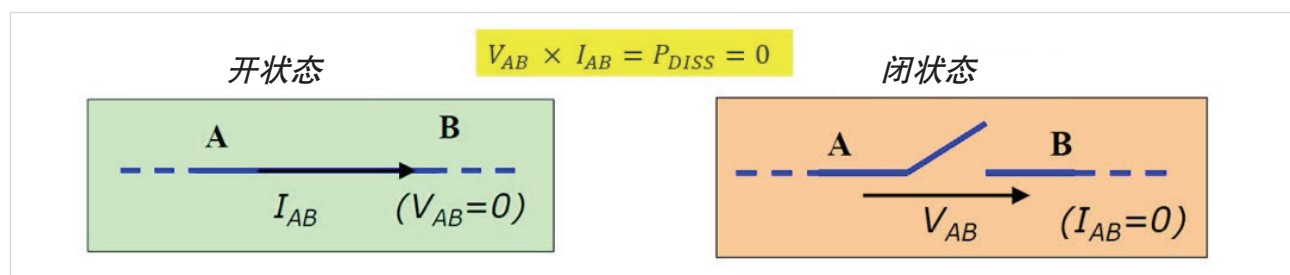 V_AB × I_AB = P_DISS = 0
开状态
闭状态
A
B
I_AB (V_AB=0)
A
B
V_AB (I_AB=0)